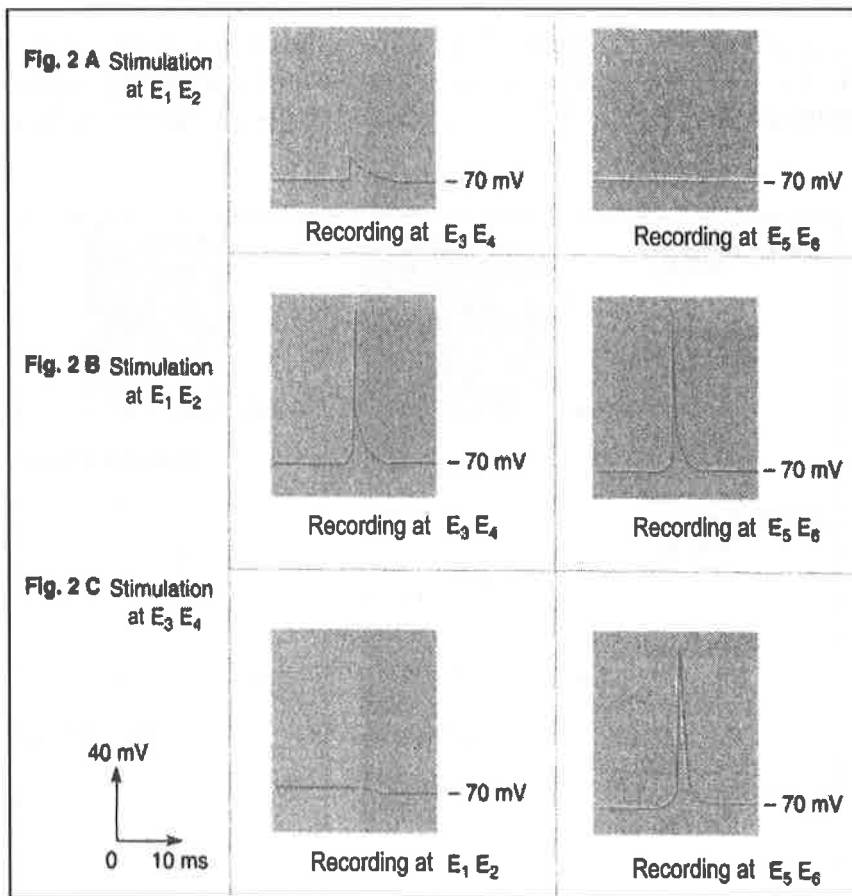 Fig. 2 A Stimulation
at E₁ E₂
– 70 mV
– 70 mV
Recording at E₃ E₄
Recording at E₅ E₆
Fig. 2 B Stimulation
at E₁ E₂
– 70 mV
– 70 mV
Recording at E₃ E₄
Recording at E₅ E₆
Fig. 2 C Stimulation
at E₃ E₄
40 mV
– 70 mV
– 70 mV
0 10 ms
Recording at E₁ E₂
Recording at E₅ E₆